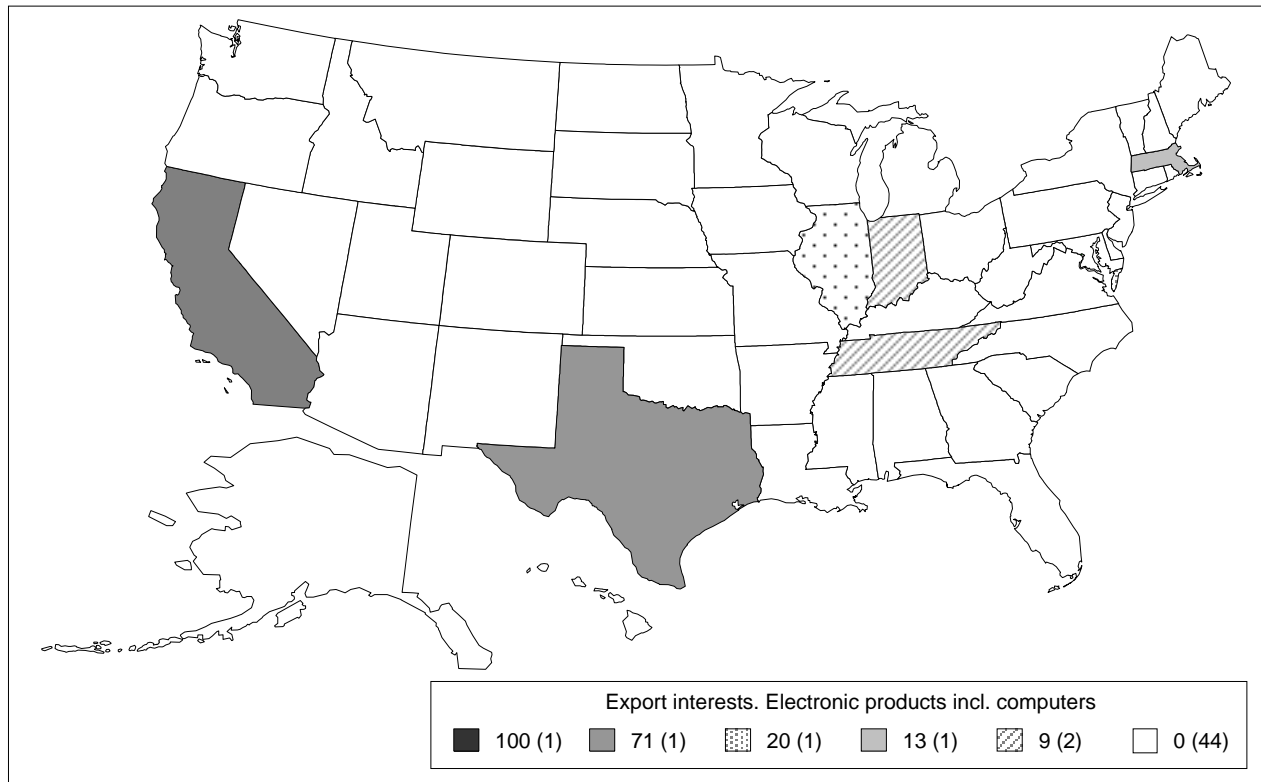 Export interests. Electronic products incl. computers
100 (1) 71 (1) 20 (1) 13 (1) 9 (2) 0 (44)